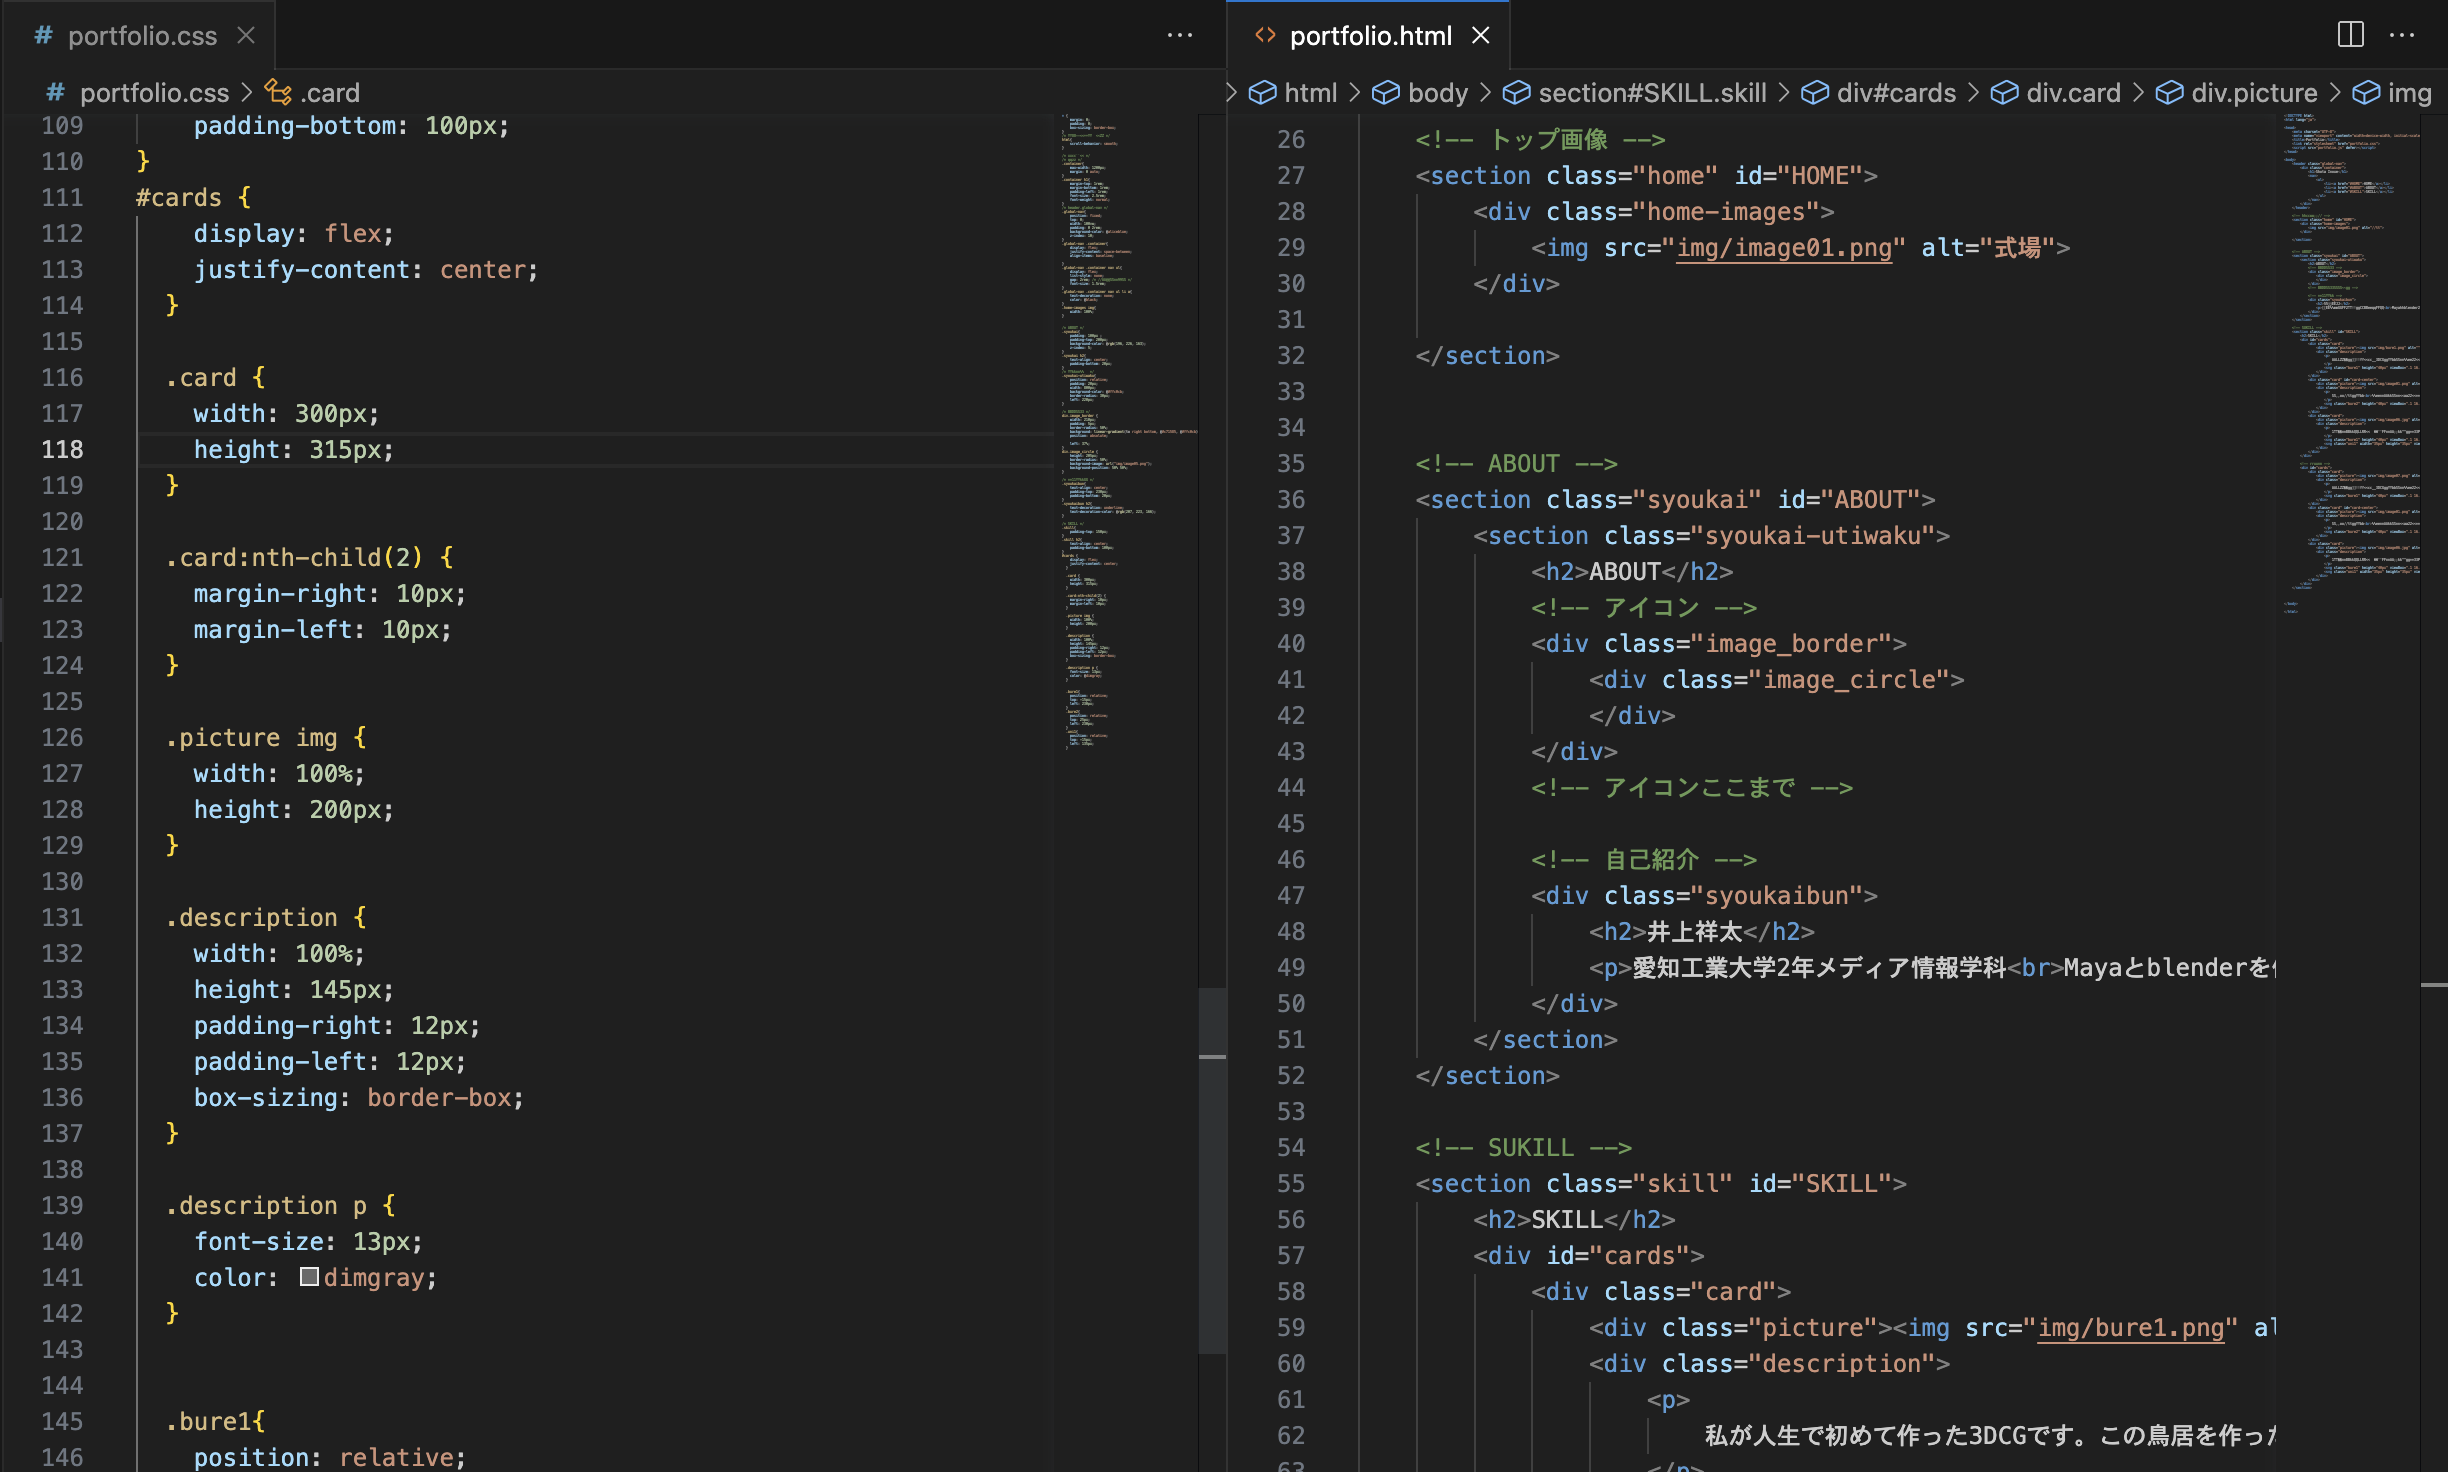 portfolio.css
portfolio.css > .card
109 padding-bottom: 100px;
110 }
111 #cards {
112 display: flex;
113 justify-content: center;
114 }
115
116 .card {
117 width: 300px;
118 height: 315px;
119 }
120
121 .card:nth-child(2) {
122 margin-right: 10px;
123 margin-left: 10px;
124 }
125
126 .picture img {
127 width: 100%;
128 height: 200px;
129 }
130
131 .description {
132 width: 100%;
133 height: 145px;
134 padding-right: 12px;
135 padding-left: 12px;
136 box-sizing: border-box;
137 }
138
139 .description p {
140 font-size: 13px;
141 color: dimgray;
142 }
143
144
145 .bure1{
146 position: relative;
portfolio.html
> html > body > section#SKILL.skill > div#cards > div.card > div.picture > img
26 <!-- トップ画像 -->
27 <section class="home" id="HOME">
28 <div class="home-images">
29 <img src="img/image01.png" alt="式場">
30 </div>
31
32 </section>
33
34
35 <!-- ABOUT -->
36 <section class="syoukai" id="ABOUT">
37 <section class="syoukai-utiwaku">
38 <h2>ABOUT</h2>
39 <!-- アイコン -->
40 <div class="image_border">
41 <div class="image_circle">
42 </div>
43 </div>
44 <!-- アイコンここまで -->
45
46 <!-- 自己紹介 -->
47 <div class="syoukaibun">
48 <h2>井上祥太</h2>
49 <p>愛知工業大学2年メディア情報学科<br>Mayaとblenderを
50 </div>
51 </section>
52 </section>
53
54 <!-- SUKILL -->
55 <section class="skill" id="SKILL">
56 <h2>SKILL</h2>
57 <div id="cards">
58 <div class="card">
59 <div class="picture"><img src="img/bure1.png" al
60 <div class="description">
61 <p>
62 私が人生で初めて作った3DCGです。この鳥居を作っ
63 </p>